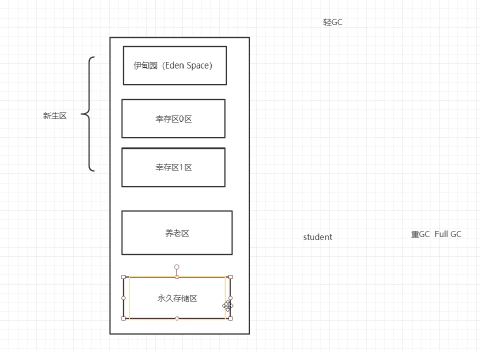 轻GC
伊甸园（Eden Space）
新生区
幸存区0区
幸存区1区
养老区
student
重GC Full GC
永久存储区